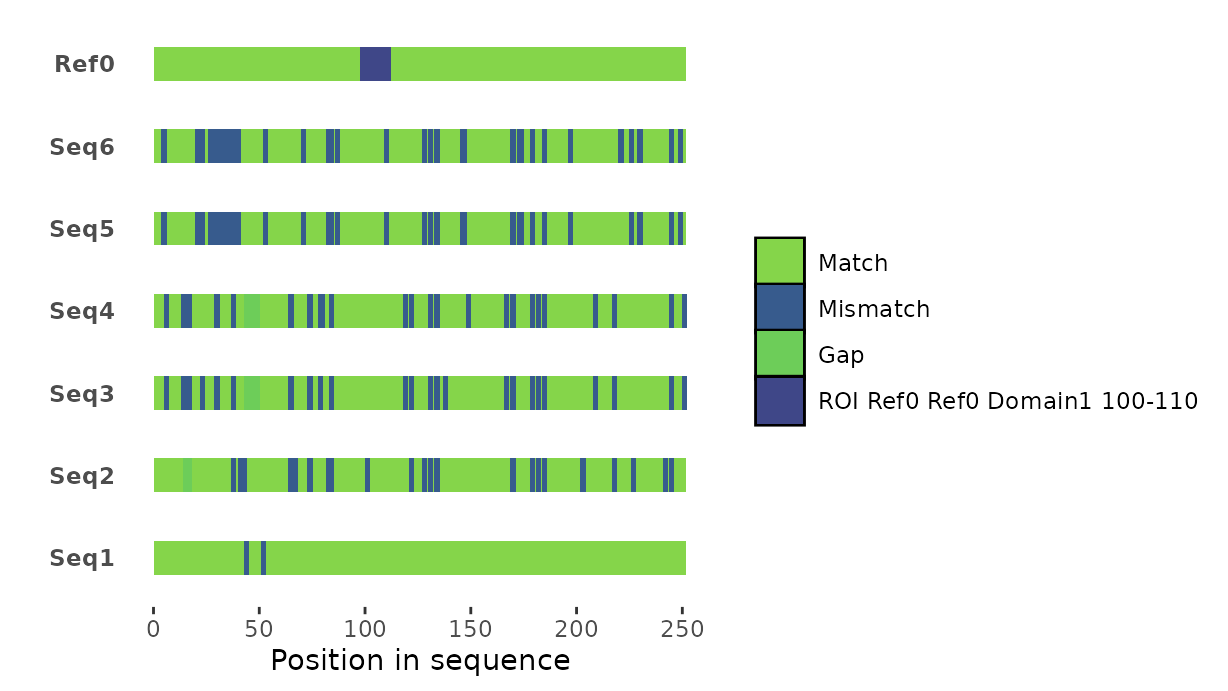 Ref0
Seq6
Seq5
Seq4
Seq3
Seq2
Seq1
0 50 100 150 200 250
Position in sequence
Match
Mismatch
Gap
ROI Ref0 Ref0 Domain1 100-110